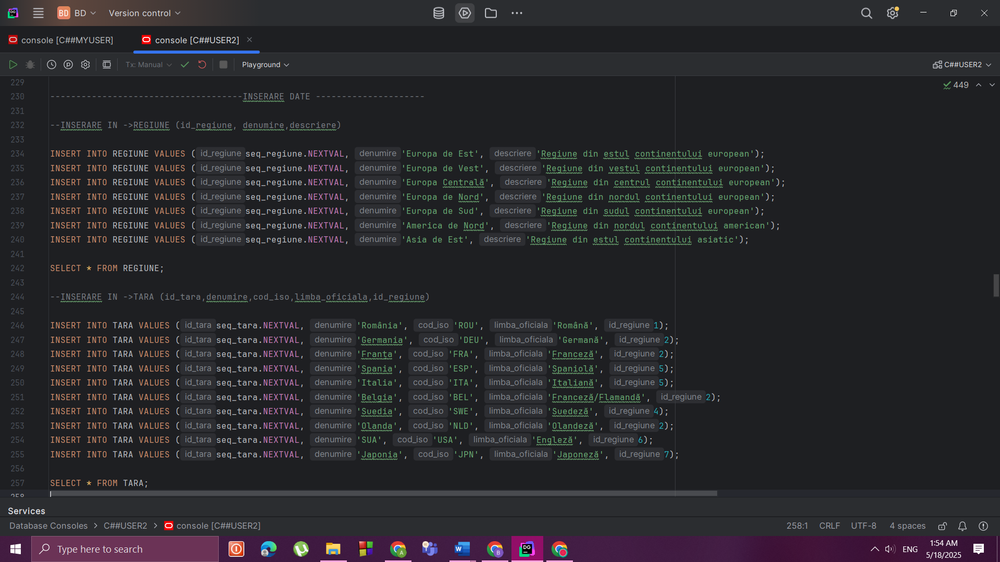 BD BD Version control
console [C##MYUSER] console [C##USER2]
Tx: Manual Playground C##USER2
449
229
230 -------------------------------------INSERARE DATE ---------------------
231
232 --INSERARE IN ->REGIUNE (id_regiune, denumire,descriere)
233
234 INSERT INTO REGIUNE VALUES ( id_regiune seq_regiune.NEXTVAL, denumire 'Europa de Est', descriere 'Regiune din estul continentului european');
235 INSERT INTO REGIUNE VALUES ( id_regiune seq_regiune.NEXTVAL, denumire 'Europa de Vest', descriere 'Regiune din vestul continentului european');
236 INSERT INTO REGIUNE VALUES ( id_regiune seq_regiune.NEXTVAL, denumire 'Europa Centrală', descriere 'Regiune din centrul continentului european');
237 INSERT INTO REGIUNE VALUES ( id_regiune seq_regiune.NEXTVAL, denumire 'Europa de Nord', descriere 'Regiune din nordul continentului european');
238 INSERT INTO REGIUNE VALUES ( id_regiune seq_regiune.NEXTVAL, denumire 'Europa de Sud', descriere 'Regiune din sudul continentului european');
239 INSERT INTO REGIUNE VALUES ( id_regiune seq_regiune.NEXTVAL, denumire 'America de Nord', descriere 'Regiune din nordul continentului american');
240 INSERT INTO REGIUNE VALUES ( id_regiune seq_regiune.NEXTVAL, denumire 'Asia de Est', descriere 'Regiune din estul continentului asiatic');
241
242 SELECT * FROM REGIUNE;
243
244 --INSERARE IN ->TARA (id_tara,denumire,cod_iso,limba_oficiala,id_regiune)
245
246 INSERT INTO TARA VALUES ( id_tara seq_tara.NEXTVAL, denumire 'România', cod_iso 'ROU', limba_oficiala 'Română', id_regiune 1);
247 INSERT INTO TARA VALUES ( id_tara seq_tara.NEXTVAL, denumire 'Germania', cod_iso 'DEU', limba_oficiala 'Germană', id_regiune 2);
248 INSERT INTO TARA VALUES ( id_tara seq_tara.NEXTVAL, denumire 'Franța', cod_iso 'FRA', limba_oficiala 'Franceză', id_regiune 2);
249 INSERT INTO TARA VALUES ( id_tara seq_tara.NEXTVAL, denumire 'Spania', cod_iso 'ESP', limba_oficiala 'Spaniolă', id_regiune 5);
250 INSERT INTO TARA VALUES ( id_tara seq_tara.NEXTVAL, denumire 'Italia', cod_iso 'ITA', limba_oficiala 'Italiană', id_regiune 5);
251 INSERT INTO TARA VALUES ( id_tara seq_tara.NEXTVAL, denumire 'Belgia', cod_iso 'BEL', limba_oficiala 'Franceză/Flamandă', id_regiune 2);
252 INSERT INTO TARA VALUES ( id_tara seq_tara.NEXTVAL, denumire 'Suedia', cod_iso 'SWE', limba_oficiala 'Suedeză', id_regiune 4);
253 INSERT INTO TARA VALUES ( id_tara seq_tara.NEXTVAL, denumire 'Olanda', cod_iso 'NLD', limba_oficiala 'Olandeză', id_regiune 2);
254 INSERT INTO TARA VALUES ( id_tara seq_tara.NEXTVAL, denumire 'SUA', cod_iso 'USA', limba_oficiala 'Engleză', id_regiune 6);
255 INSERT INTO TARA VALUES ( id_tara seq_tara.NEXTVAL, denumire 'Japonia', cod_iso 'JPN', limba_oficiala 'Japoneză', id_regiune 7);
256
257 SELECT * FROM TARA;
258
Services
Database Consoles > C##USER2 > console [C##USER2] 258:1 CRLF UTF-8 4 spaces
Type here to search ENG 1:54 AM
5/18/2025